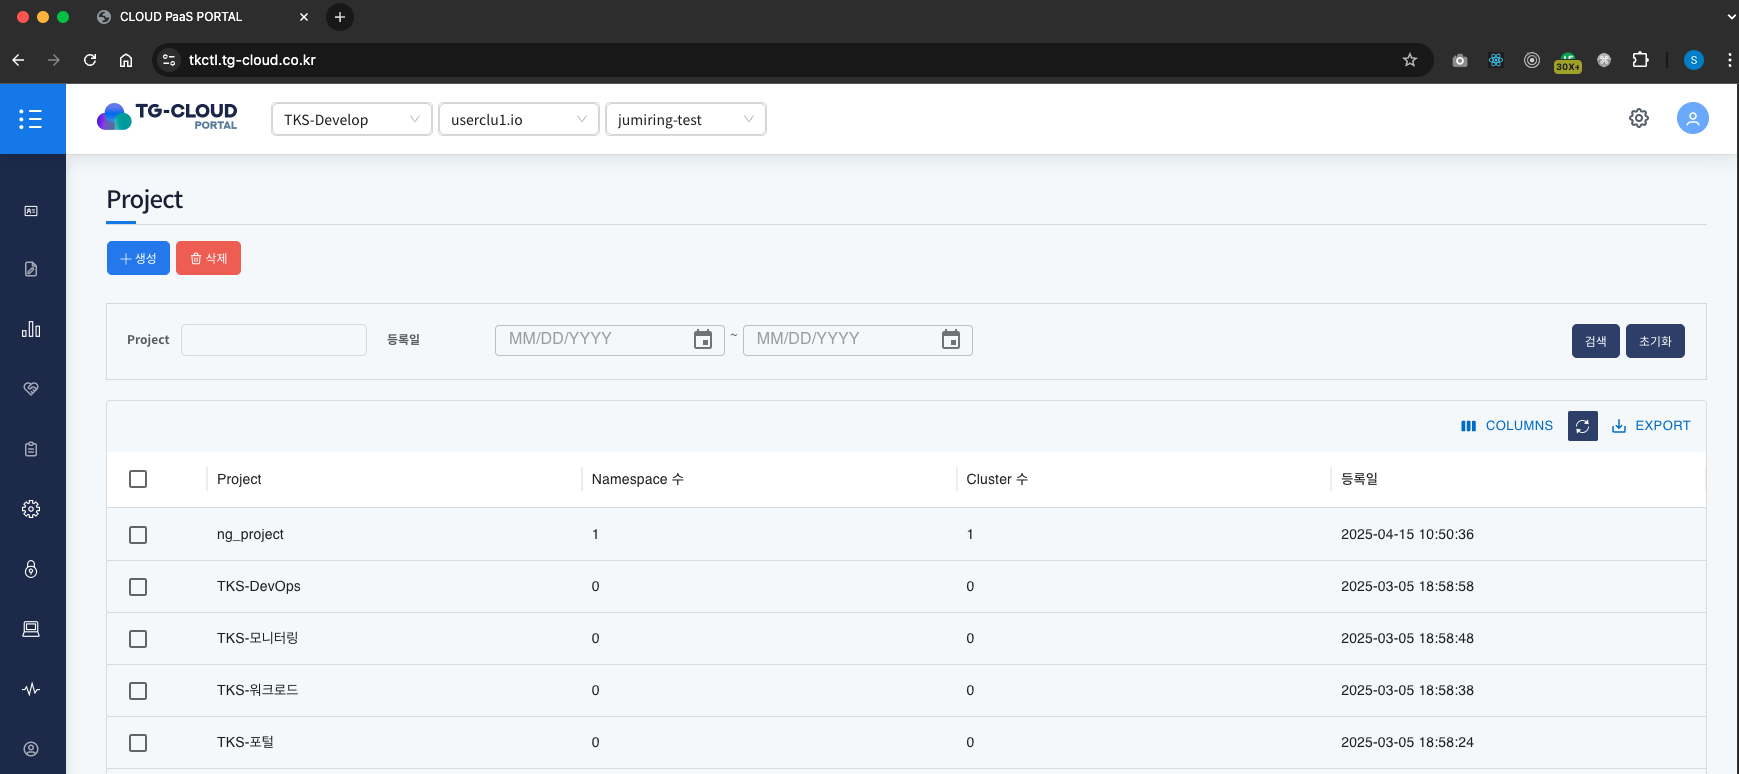 CLOUD PaaS PORTAL
tkctl.tg-cloud.co.kr
30X+
S
TG-CLOUD
PORTAL
TKS-Develop
userclu1.io
jumiring-test
Project
생성
삭제
Project
등록일
MM/DD/YYYY
~
MM/DD/YYYY
검색
초기화
COLUMNS
EXPORT
Project
Namespace 수
Cluster 수
등록일
ng_project
1
1
2025-04-15 10:50:36
TKS-DevOps
0
0
2025-03-05 18:58:58
TKS-모니터링
0
0
2025-03-05 18:58:48
TKS-워크로드
0
0
2025-03-05 18:58:38
TKS-포털
0
0
2025-03-05 18:58:24